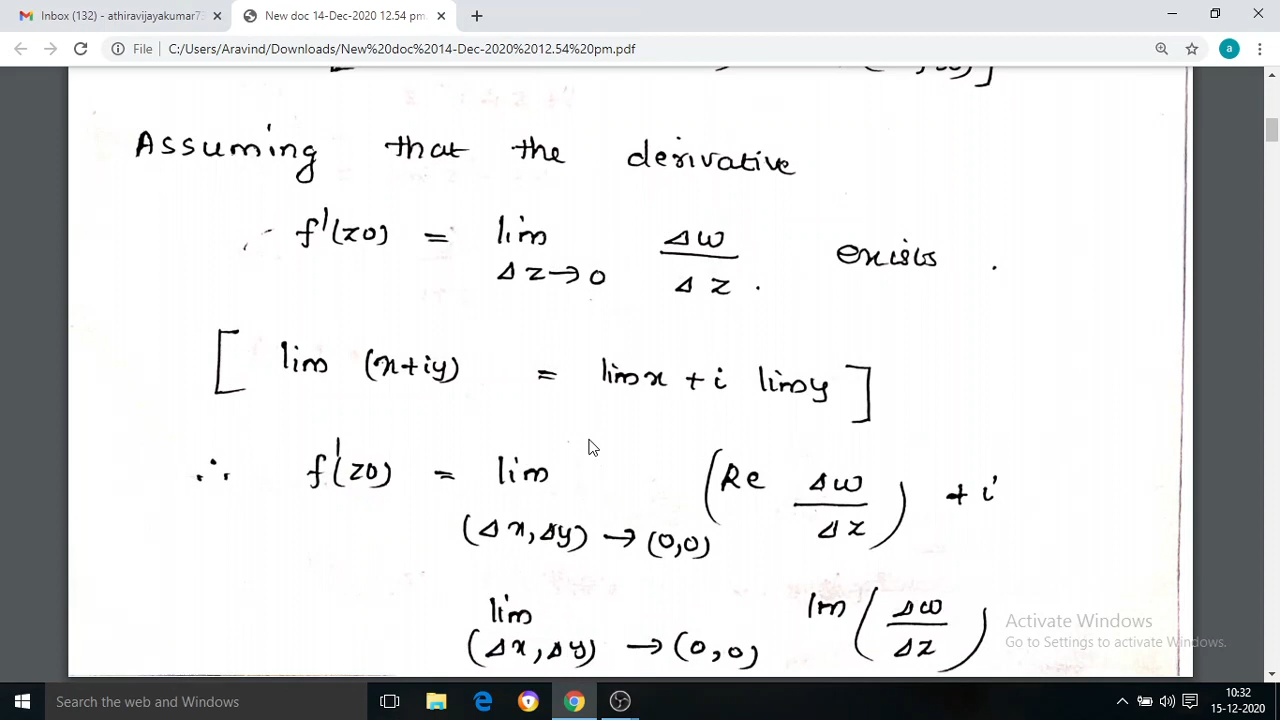 Inbox (132) - athiravijayakumar7
New doc 14-Dec-2020 12.54 pm.pdf
File C:/Users/Aravind/Downloads/New%20doc%2014-Dec-2020%2012.54%20pm.pdf
a
Assuming that the derivative
f'(z0) = lim Δw/Δz exists.
Δz→0
[ lim (x+iy) = lim x + i lim y ]
∴ f'(z0) = lim (Re Δw/Δz) + i
(Δx, Δy) → (0,0)
lim Im (Δw/Δz)
(Δx, Δy) → (0,0)
Activate Windows
Go to Settings to activate Windows.
Search the web and Windows
10:32
15-12-2020